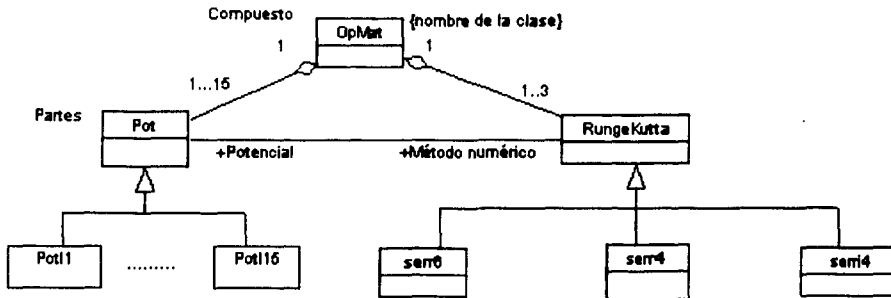 Compuesto
OpMat
{nombre de la clase}
1
1
1...15
1..3
Partes
Pot
RungeKutta
+Potencial
+Método numérico
Potl1
.........
Potl15
serr6
serr4
serri4